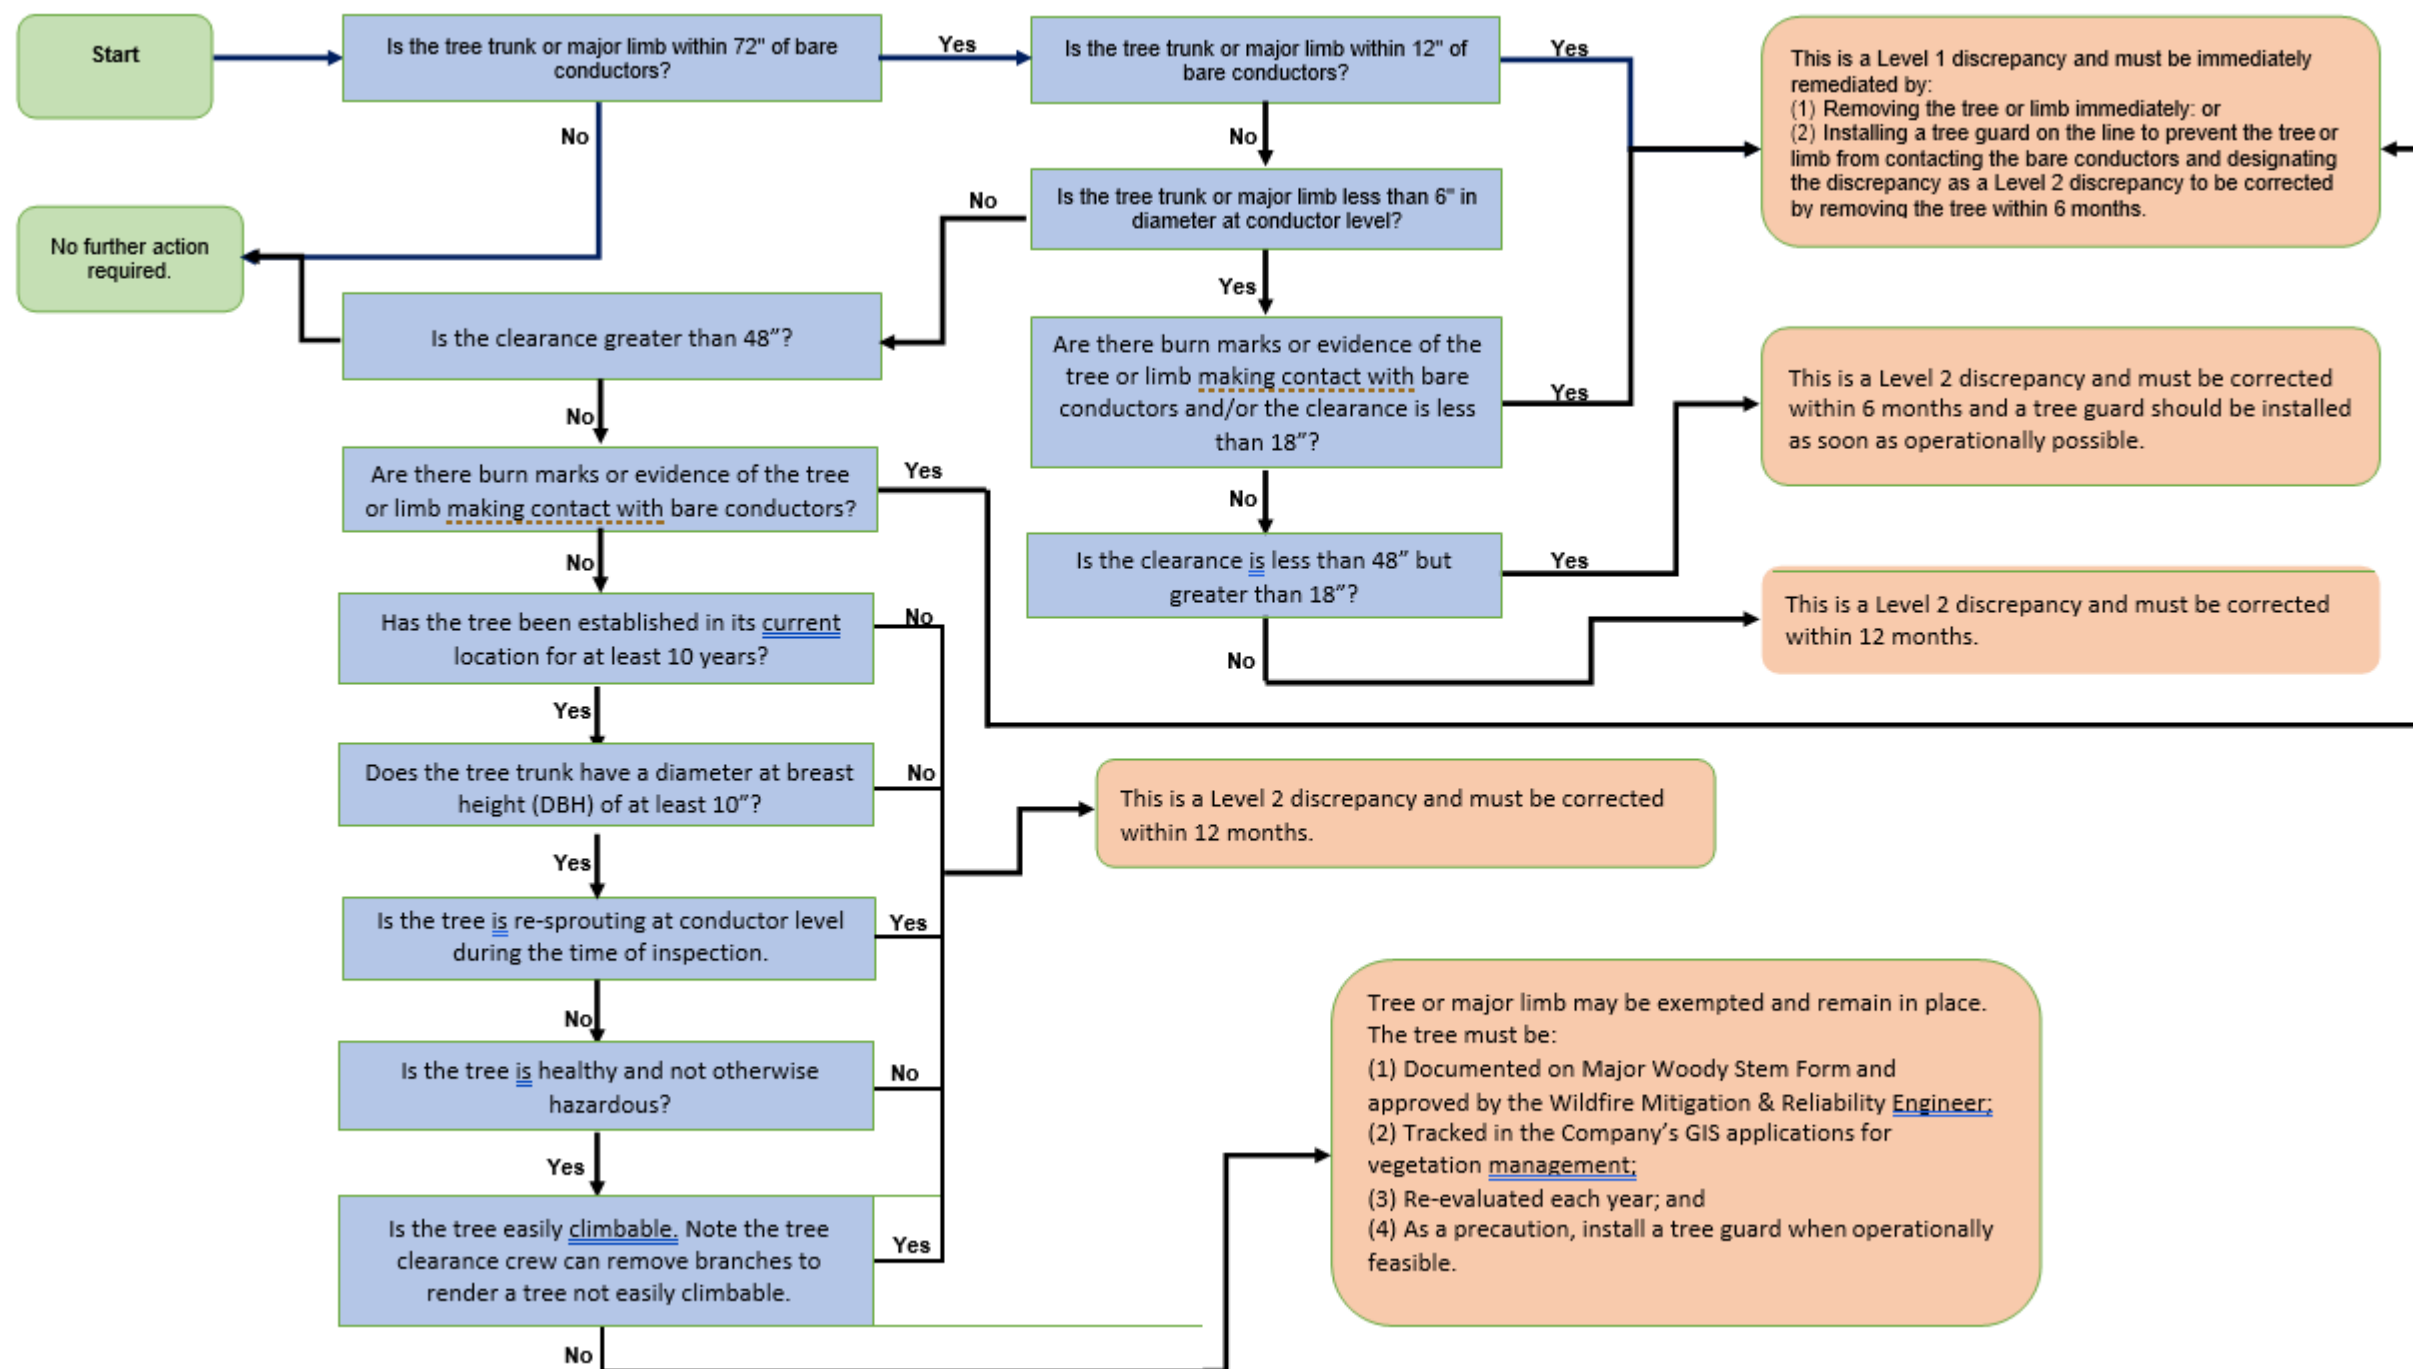 Start
Is the tree trunk or major limb within 72" of bare
conductors?
Yes
Is the tree trunk or major limb within 12" of
bare conductors?
Yes
This is a Level 1 discrepancy and must be immediately
remediated by:
(1) Removing the tree or limb immediately: or
(2) Installing a tree guard on the line to prevent the tree or
limb from contacting the bare conductors and designating
the discrepancy as a Level 2 discrepancy to be corrected
by removing the tree within 6 months.
No
No
Is the tree trunk or major limb less than 6" in
diameter at conductor level?
No
No further action
required.
Yes
Is the clearance greater than 48”?
Are there burn marks or evidence of the
tree or limb making contact with bare
conductors and/or the clearance is less
than 18”?
Yes
This is a Level 2 discrepancy and must be corrected
within 6 months and a tree guard should be installed
as soon as operationally possible.
No
Are there burn marks or evidence of the tree
or limb making contact with bare conductors?
Yes
No
Is the clearance is less than 48” but
greater than 18”?
Yes
No
This is a Level 2 discrepancy and must be corrected
within 12 months.
Has the tree been established in its current
location for at least 10 years?
No
No
Yes
Does the tree trunk have a diameter at breast
height (DBH) of at least 10”?
No
This is a Level 2 discrepancy and must be corrected
within 12 months.
Yes
Is the tree is re-sprouting at conductor level
during the time of inspection.
Yes
No
Is the tree is healthy and not otherwise
hazardous?
No
Tree or major limb may be exempted and remain in place.
The tree must be:
(1) Documented on Major Woody Stem Form and
approved by the Wildfire Mitigation & Reliability Engineer;
(2) Tracked in the Company’s GIS applications for
vegetation management;
(3) Re-evaluated each year; and
(4) As a precaution, install a tree guard when operationally
feasible.
Yes
Is the tree easily climbable. Note the tree
clearance crew can remove branches to
render a tree not easily climbable.
Yes
No